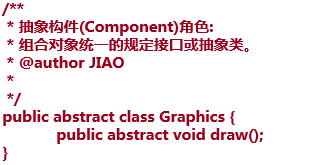 /**
 * 抽象构件(Component)角色:
 * 组合对象统一的规定接口或抽象类。
 * @author JIAO
 *
 */
public abstract class Graphics {
        public abstract void draw();
}